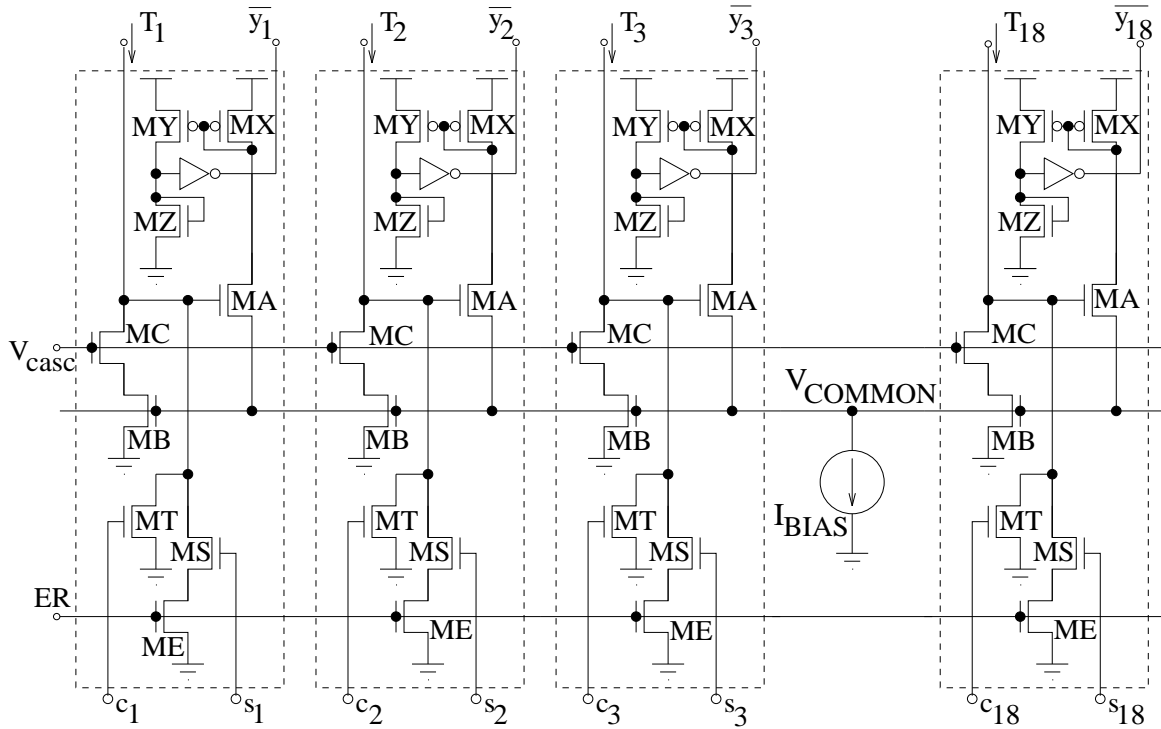 T1 y1 T2 y2 T3 y3 T18 y18
MY MX MY MX MY MX MY MX
MZ MZ MZ MZ
MA MA MA MA
Vcasc MC MC MC MC
VCOMMON
MB MB MB MB
IBIAS
MT MT MT MT
MS MS MS MS
ER
ME ME ME ME
c1 s1 c2 s2 c3 s3 c18 s18